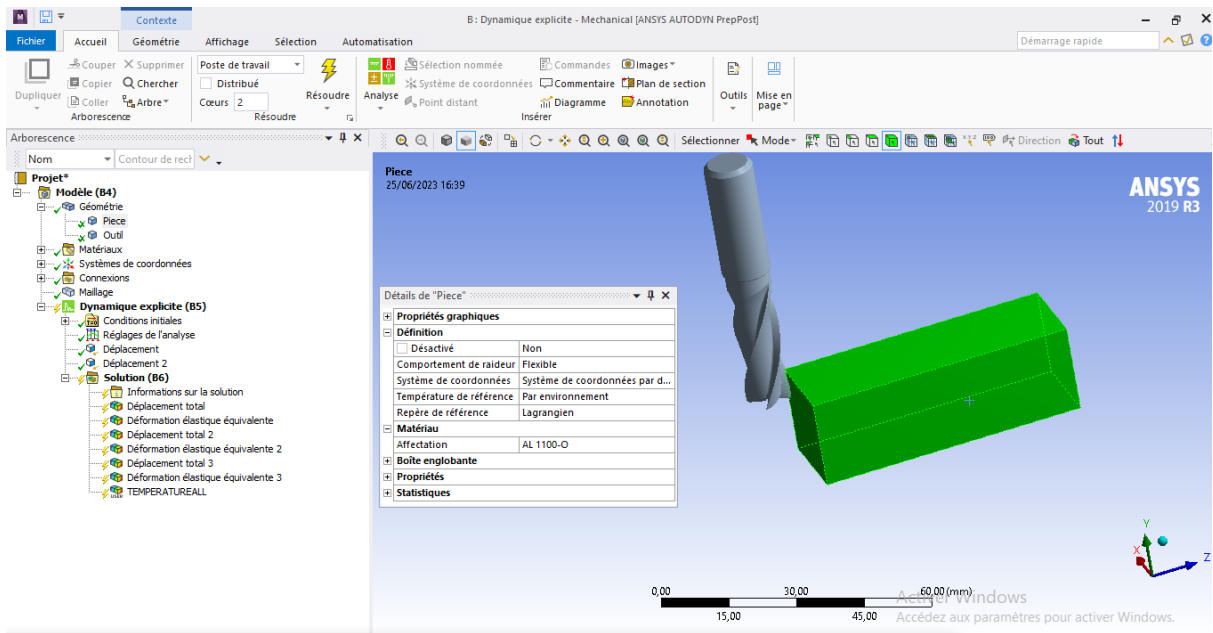 Contexte
B : Dynamique explicite - Mechanical [ANSYS AUTODYN PrepPost]
Fichier Accueil Géométrie Affichage Sélection Automatisation Démarrage rapide
Couper Supprimer Poste de travail Sélection nommée Commandes Images
Dupliquer Copier Chercher Distribué Résoudre Analyse Système de coordonnées Commentaire Plan de section Outils Mise en page
Coller Arbre Cœurs 2 Point distant Diagramme Annotation
Arborescence Résoudre Insérer
Arborescence
Sélectionner Mode Direction Tout
Nom Contour de rect
Projet*
Modèle (B4)
Géométrie
Piece
Outil
Matériaux
Systèmes de coordonnées
Connexions
Maillage
Dynamique explicite (B5)
Conditions initiales
Réglages de l'analyse
Déplacement
Déplacement 2
Solution (B6)
Informations sur la solution
Déplacement total
Déformation élastique équivalente
Déplacement total 2
Déformation élastique équivalente 2
Déplacement total 3
Déformation élastique équivalente 3
TEMPERATUREALL
Piece
25/06/2023 16:39
ANSYS
2019 R3
Détails de "Piece"
Propriétés graphiques
Définition
Désactivé Non
Comportement de raideur Flexible
Système de coordonnées Système de coordonnées par d...
Température de référence Par environnement
Repère de référence Lagrangien
Matériau
Affectation AL 1100-O
Boîte englobante
Propriétés
Statistiques
Y
X
Z
0,00 30,00 60,00 (mm)
15,00 45,00
Activer Windows
Accédez aux paramètres pour activer Windows.